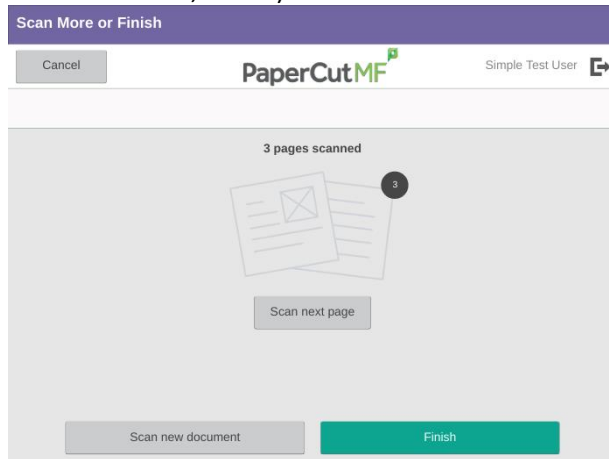 Scan More or Finish
Cancel
PaperCutMF
Simple Test User
3 pages scanned
3
Scan next page
Scan new document
Finish